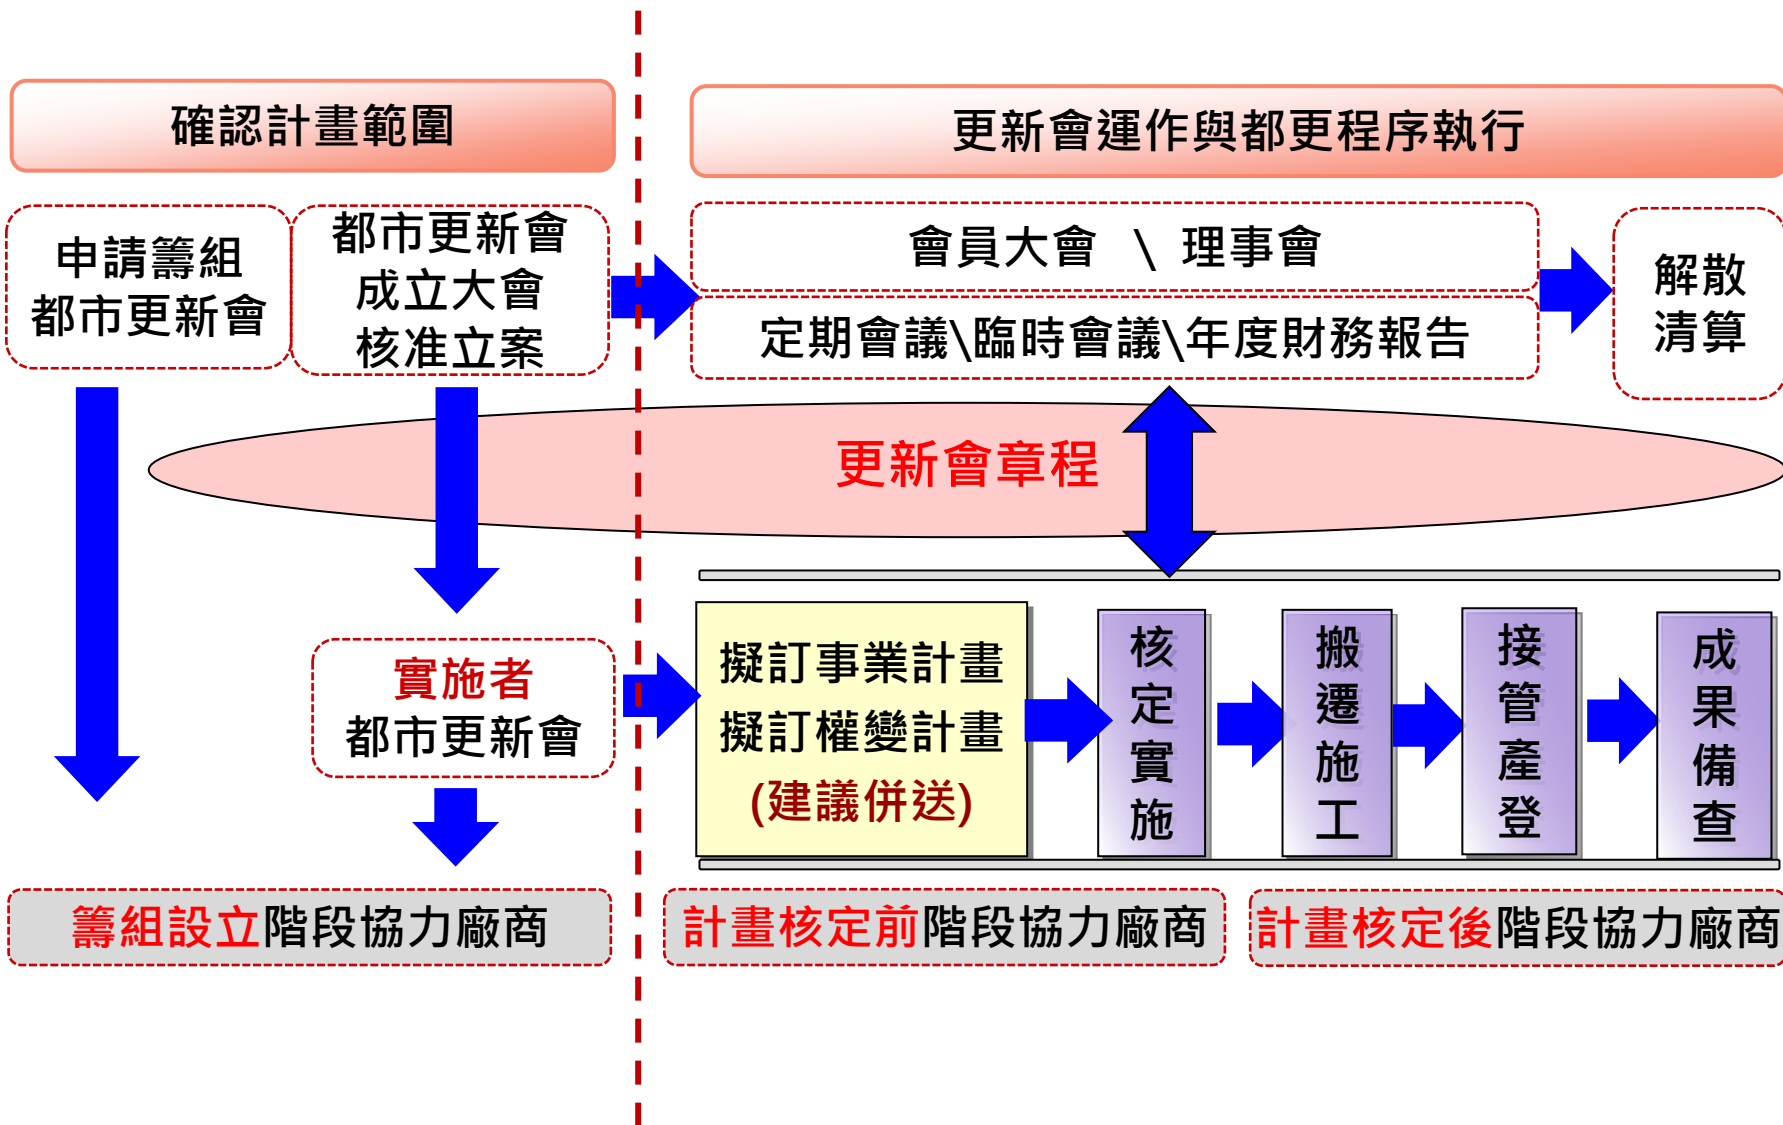 確認計畫範圍
更新會運作與都更程序執行
申請籌組
都市更新會
都市更新會
成立大會
核准立案
會員大會 \ 理事會
定期會議\臨時會議\年度財務報告
解散
清算
更新會章程
實施者
都市更新會
擬訂事業計畫
擬訂權變計畫
(建議併送)
核定實施
搬遷施工
接管產登
成果備查
籌組設立階段協力廠商
計畫核定前階段協力廠商
計畫核定後階段協力廠商